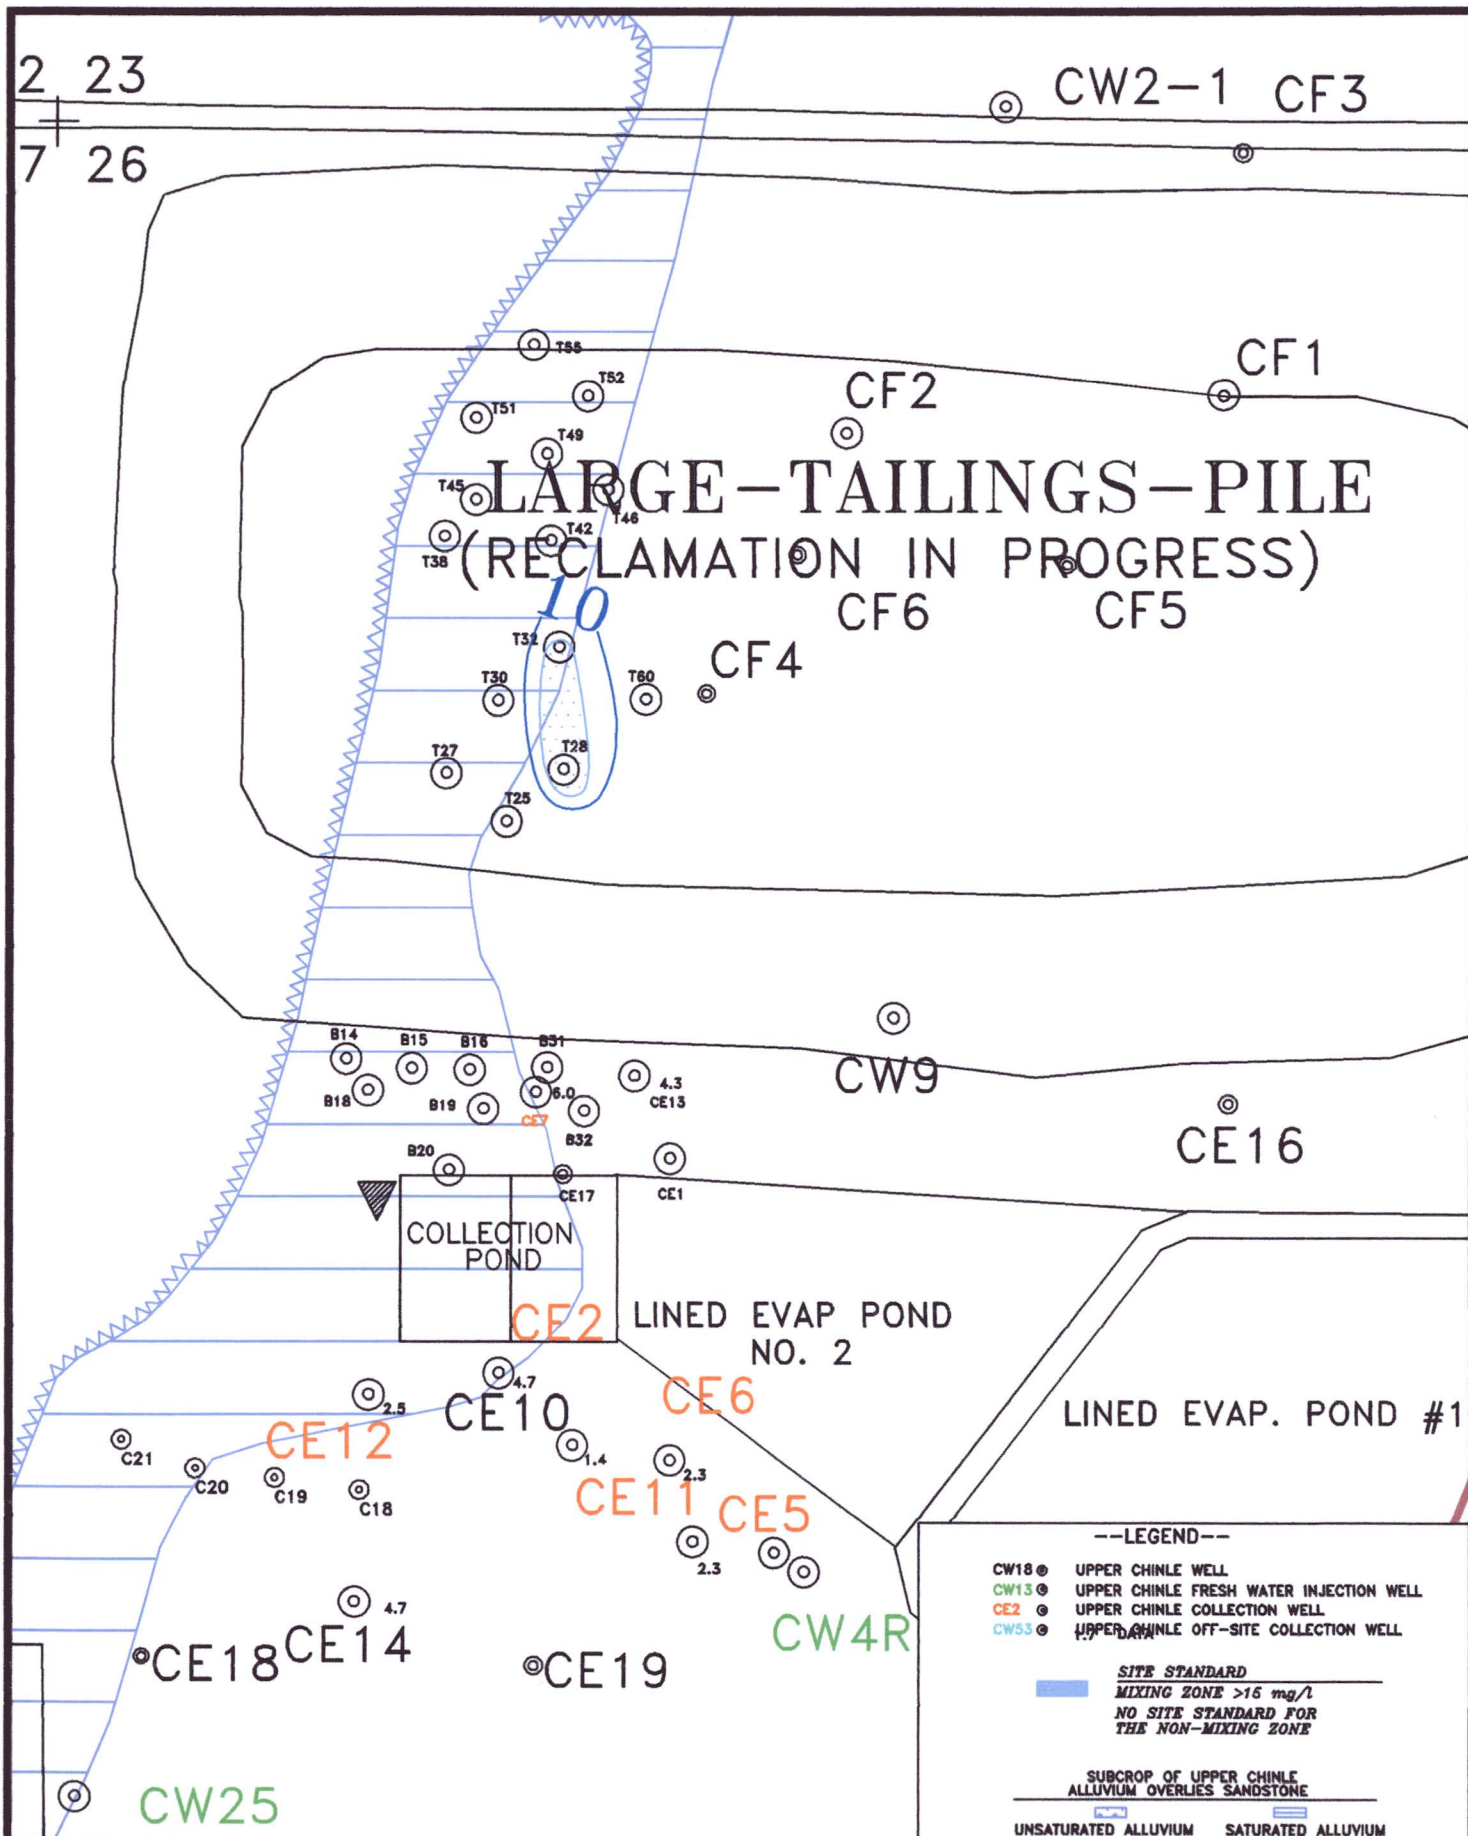 2 23
CW2-1 CF3
7 26
T55
CF1
T52
CF2
T51
T49
LARGE-TAILINGS-PILE
T45
T46
T42
T38
(RECLAMATION IN PROGRESS)
10
CF6
CF5
T32
CF4
T30
T60
T27
T28
T25
B14
B15
B16
B31
CW9
4.3
CE13
B18
6.0
B19
CE7
B32
CE16
B20
CE17
CE1
COLLECTION
POND
CE2
LINED EVAP POND
NO. 2
4.7
CE6
2.5
CE10
LINED EVAP. POND #1
CE12
1.4
C21
2.3
C20
C19
C18
CE11
CE5
2.3
--LEGEND--
CW18 UPPER CHINLE WELL
CW13 UPPER CHINLE FRESH WATER INJECTION WELL
CE2 UPPER CHINLE COLLECTION WELL
CW53 UPPER CHINLE OFF-SITE COLLECTION WELL
DATA
4.7
CW4R
CE18
CE14
CE19
SITE STANDARD
MIXING ZONE >15 mg/l
NO SITE STANDARD FOR
THE NON-MIXING ZONE
SUBCROP OF UPPER CHINLE
ALLUVIUM OVERLIES SANDSTONE
CW25
UNSATURATED ALLUVIUM SATURATED ALLUVIUM